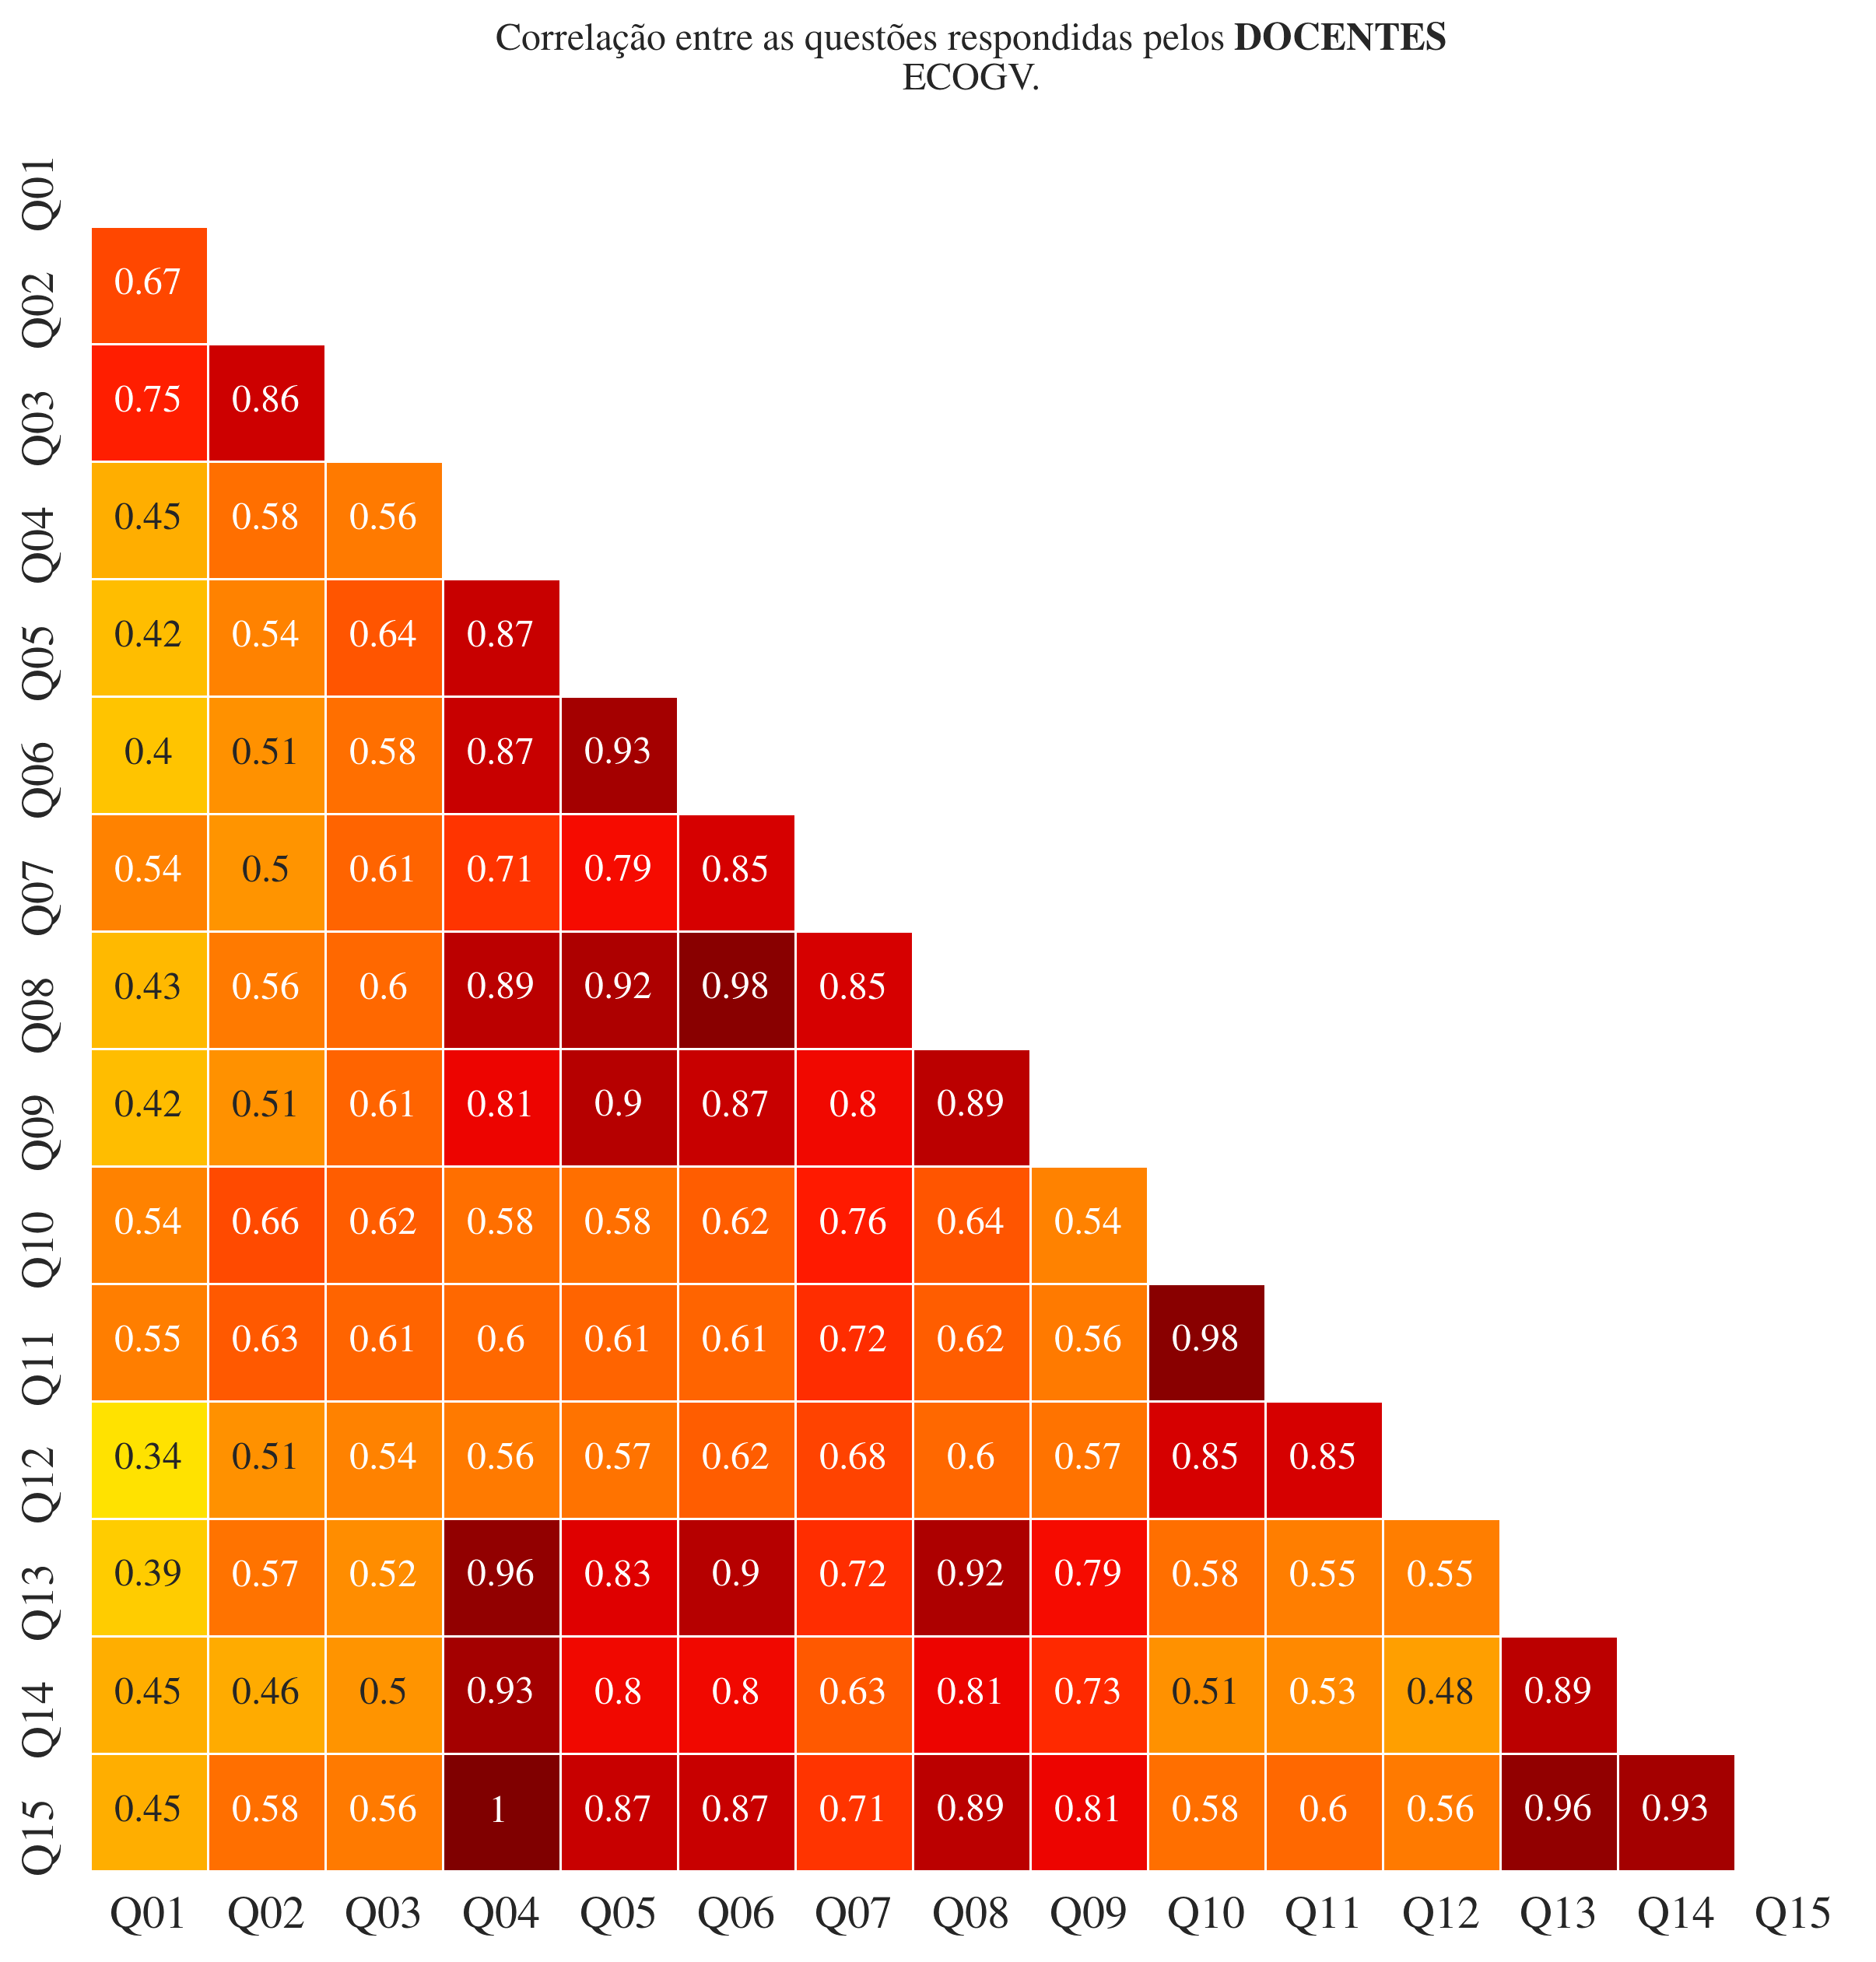 Correlação entre as questões respondidas pelos DOCENTES
ECOGV.
Q01
Q02 0.67
Q03 0.75 0.86
Q04 0.45 0.58 0.56
Q05 0.42 0.54 0.64 0.87
Q06 0.4 0.51 0.58 0.87 0.93
Q07 0.54 0.5 0.61 0.71 0.79 0.85
Q08 0.43 0.56 0.6 0.89 0.92 0.98 0.85
Q09 0.42 0.51 0.61 0.81 0.9 0.87 0.8 0.89
Q10 0.54 0.66 0.62 0.58 0.58 0.62 0.76 0.64 0.54
Q11 0.55 0.63 0.61 0.6 0.61 0.61 0.72 0.62 0.56 0.98
Q12 0.34 0.51 0.54 0.56 0.57 0.62 0.68 0.6 0.57 0.85 0.85
Q13 0.39 0.57 0.52 0.96 0.83 0.9 0.72 0.92 0.79 0.58 0.55 0.55
Q14 0.45 0.46 0.5 0.93 0.8 0.8 0.63 0.81 0.73 0.51 0.53 0.48 0.89
Q15 0.45 0.58 0.56 1 0.87 0.87 0.71 0.89 0.81 0.58 0.6 0.56 0.96 0.93
Q01 Q02 Q03 Q04 Q05 Q06 Q07 Q08 Q09 Q10 Q11 Q12 Q13 Q14 Q15